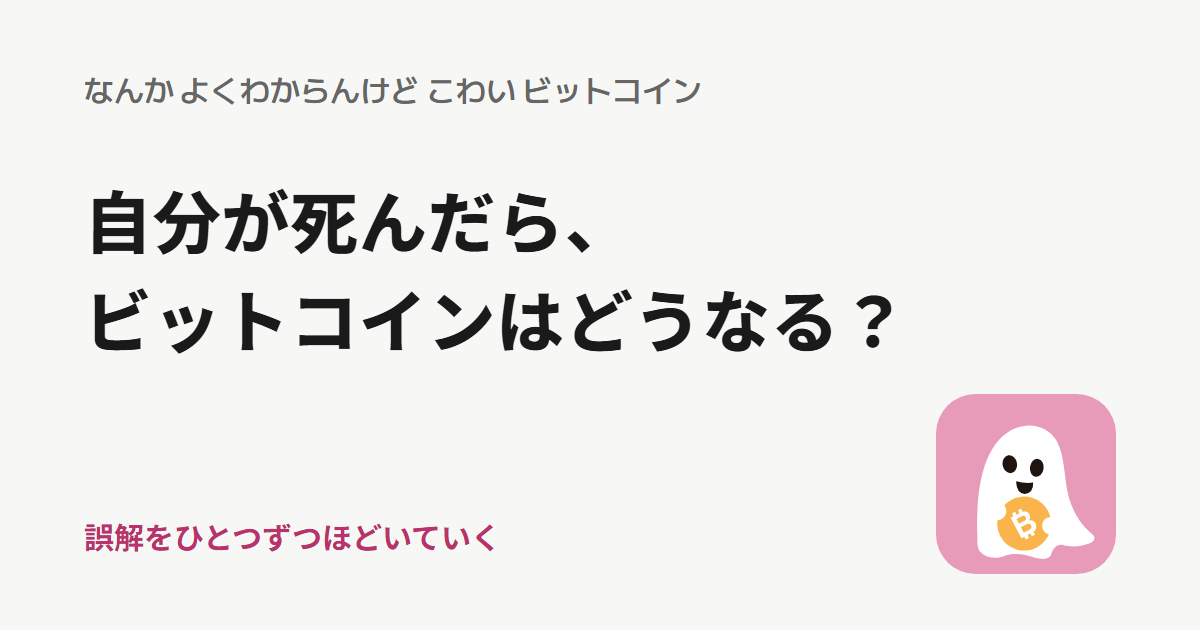 なんか よくわからんけど こわい ビットコイン
自分が死んだら、
ビットコインはどうなる？
誤解をひとつずつほどいていく